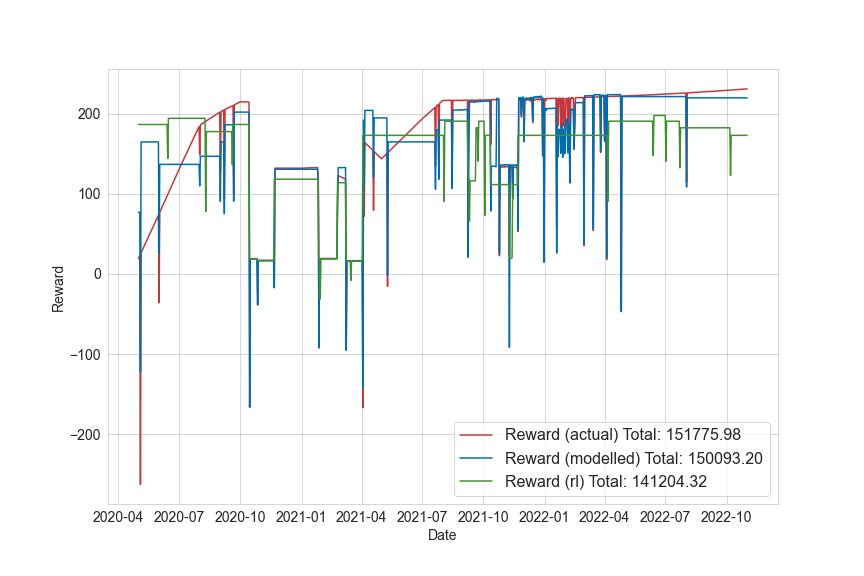 200
100
0
−100
−200
Reward
Reward (actual) Total: 151775.98
Reward (modelled) Total: 150093.20
Reward (rl) Total: 141204.32
2020-04 2020-07 2020-10 2021-01 2021-04 2021-07 2021-10 2022-01 2022-04 2022-07 2022-10
Date